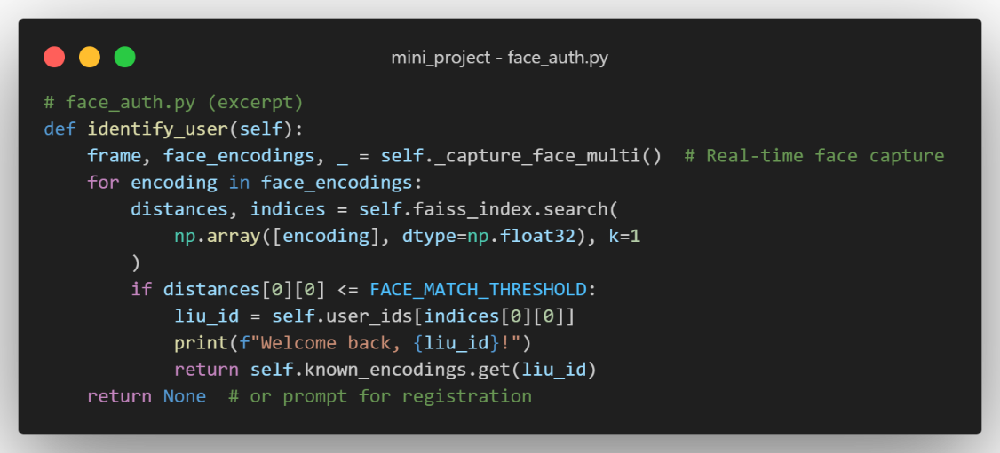 mini_project - face_auth.py
# face_auth.py (excerpt)
def identify_user(self):
    frame, face_encodings, _ = self._capture_face_multi()  # Real-time face capture
    for encoding in face_encodings:
        distances, indices = self.faiss_index.search(
            np.array([encoding], dtype=np.float32), k=1
        )
        if distances[0][0] <= FACE_MATCH_THRESHOLD:
            liu_id = self.user_ids[indices[0][0]]
            print(f"Welcome back, {liu_id}!")
            return self.known_encodings.get(liu_id)
    return None  # or prompt for registration